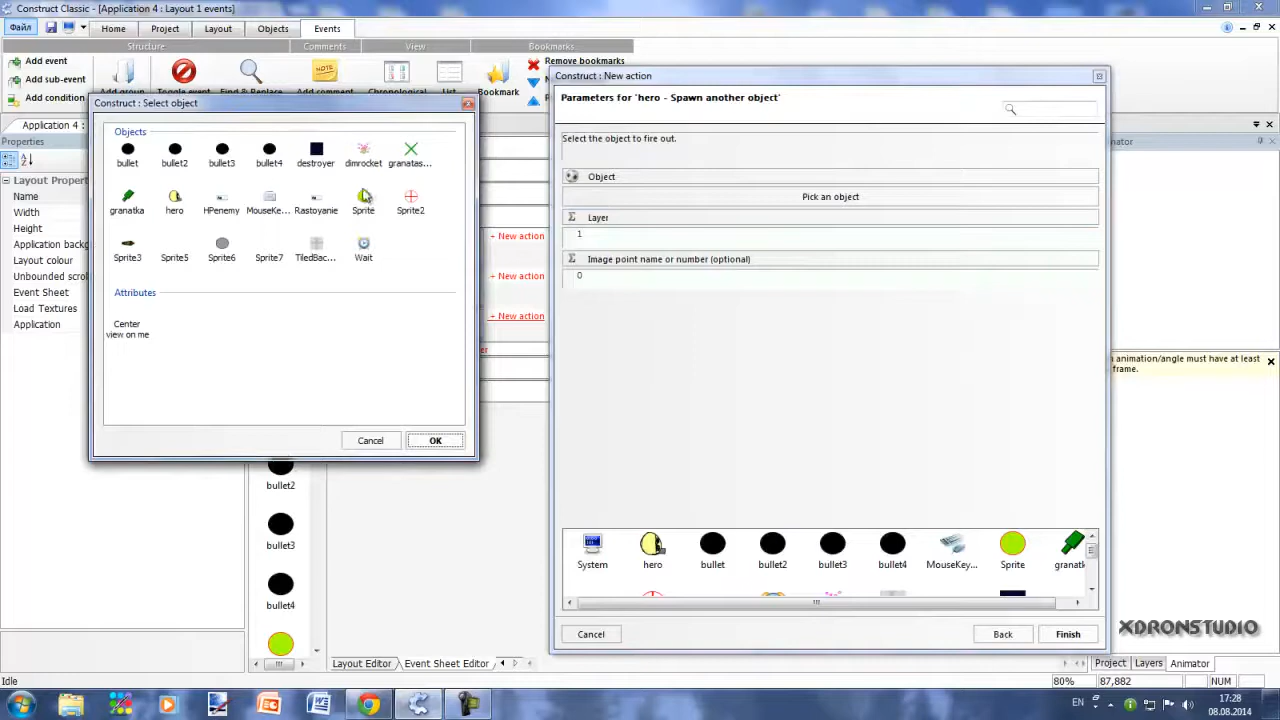 Construct Classic - [Application 4 : Layout 1 events]
Файл
Home
Project
Layout
Objects
Events
Structure
Comments
View
Bookmarks
Add event
Add sub-event
Add condition
Add group
Toggle event
Find & Replace
NOTE
Add comment
Chronological
List
Bookmark
Remove bookmarks
Construct : New action
Parameters for 'hero - Spawn another object'
Select the object to fire out.
Object
Pick an object
Layer
1
Image point name or number (optional)
0
System
hero
bullet
bullet2
bullet3
bullet4
MouseKey...
Sprite
granatk
Cancel
Back
Finish
Construct : Select object
Objects
bullet
bullet2
bullet3
bullet4
destroyer
dimrocket
granatas...
granatka
hero
HPenemy
MouseKe...
Rastoyanie
Sprite
Sprite2
Sprite3
Sprite5
Sprite6
Sprite7
TiledBac...
Wait
Attributes
Center
view on me
Cancel
OK
Application 4 :
Properties
Layout Propert
Name
Width
Height
Application backg
Layout colour
Unbounded scrol
Event Sheet
Load Textures
Application
+ New action
+ New action
+ New action
er
nator
n animation/angle must have at least
frame.
bullet2
bullet3
bullet4
Layout Editor
Event Sheet Editor
XDRONSTUDIO
Project
Layers
Animator
Idle
80%
87,882
NUM
EN
17:28
08.08.2014